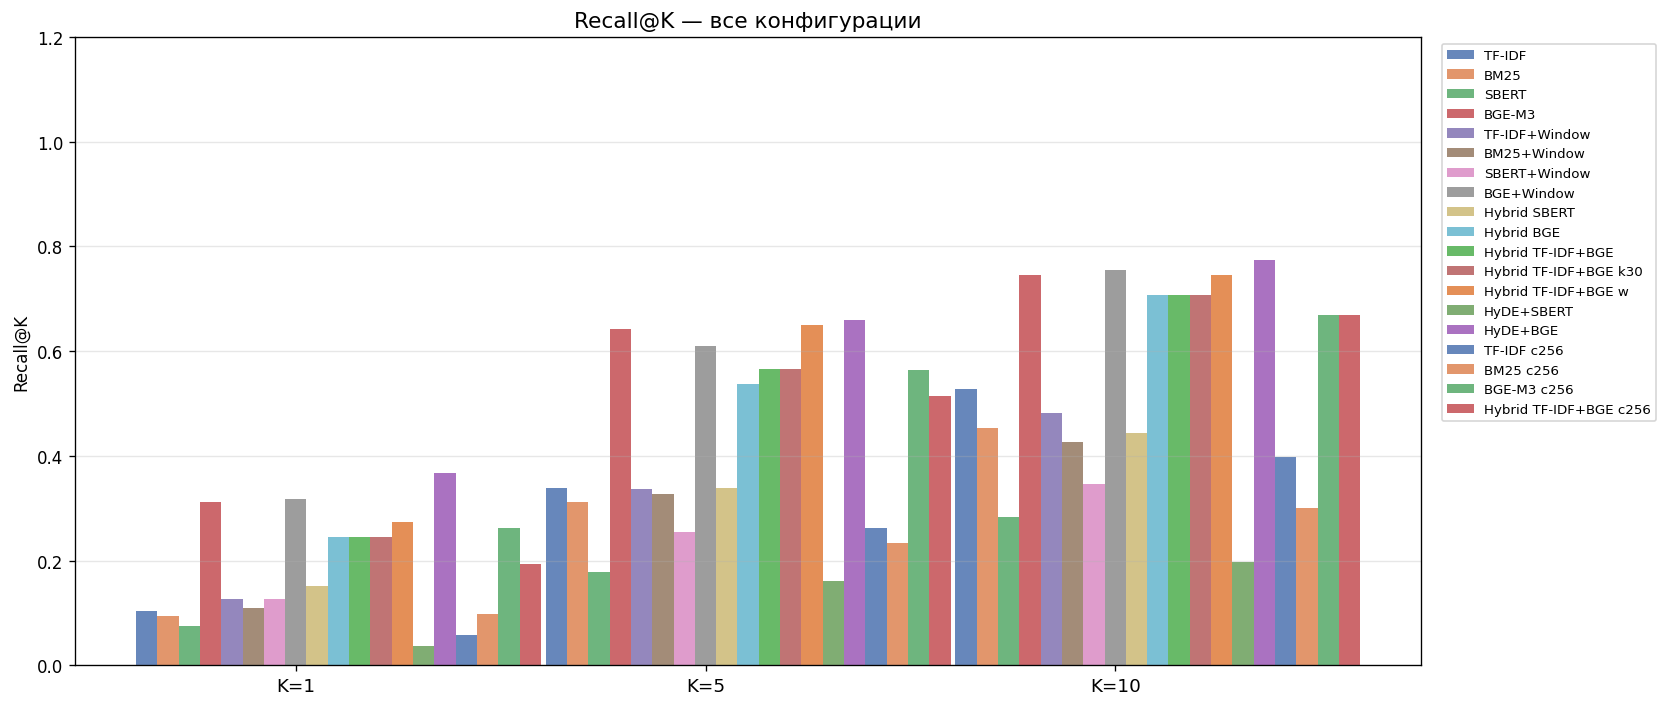 Recall@K — все конфигурации
Recall@K
1.2
1.0
0.8
0.6
0.4
0.2
0.0
K=1
K=5
K=10
TF-IDF
BM25
SBERT
BGE-M3
TF-IDF+Window
BM25+Window
SBERT+Window
BGE+Window
Hybrid SBERT
Hybrid BGE
Hybrid TF-IDF+BGE
Hybrid TF-IDF+BGE k30
Hybrid TF-IDF+BGE w
HyDE+SBERT
HyDE+BGE
TF-IDF c256
BM25 c256
BGE-M3 c256
Hybrid TF-IDF+BGE c256